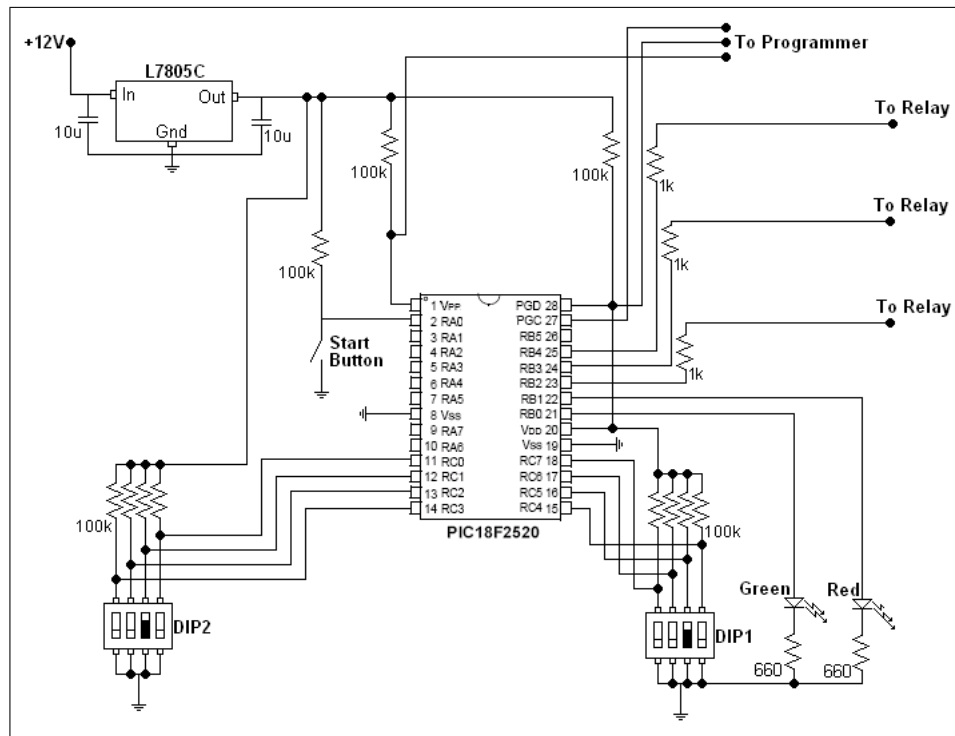 +12V
L7805C
In
Out
Gnd
10u
10u
To Programmer
To Relay
100k
100k
1k
To Relay
100k
1k
To Relay
1k
Start
Button
1 VPP
2 RA0
3 RA1
4 RA2
5 RA3
6 RA4
7 RA5
8 VSS
9 RA7
10 RA6
11 RC0
12 RC1
13 RC2
14 RC3
PGD 28
PGC 27
RB5 26
RB4 25
RB3 24
RB2 23
RB1 22
RB0 21
VDD 20
VSS 19
RC7 18
RC6 17
RC5 16
RC4 15
PIC18F2520
100k
100k
DIP2
DIP1
Green
Red
660
660